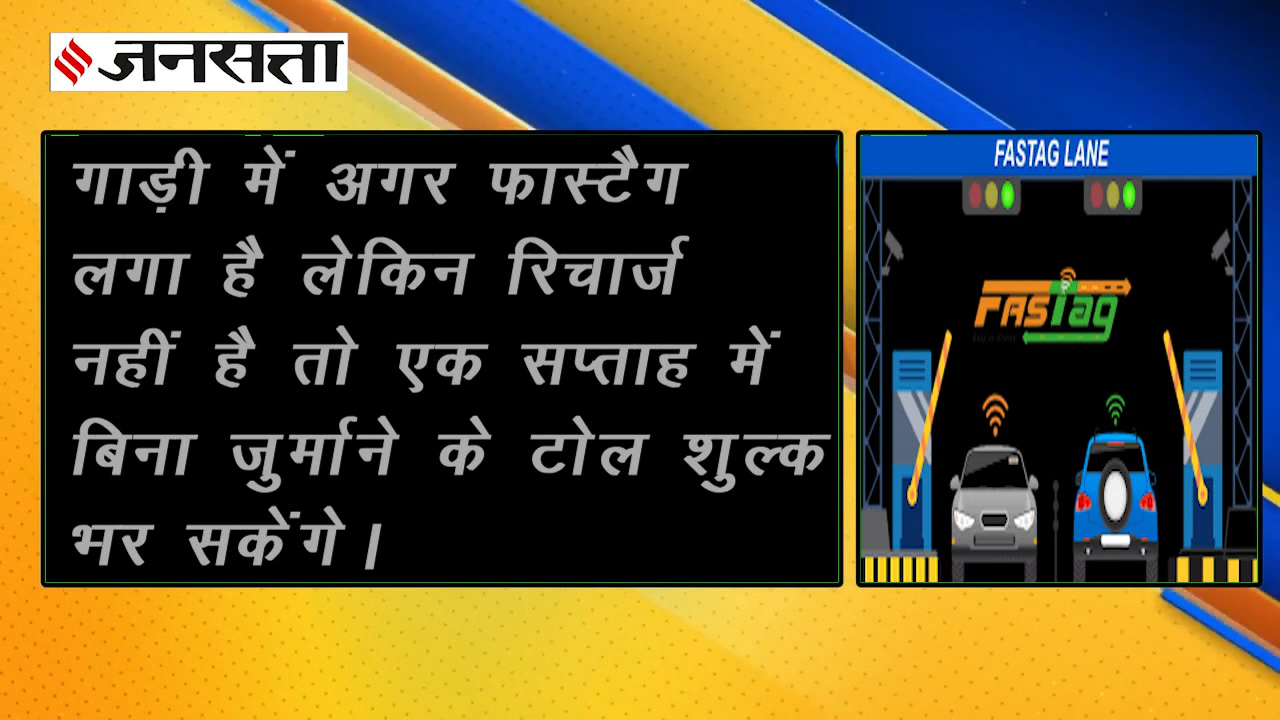 जनसत्ता
गाड़ी में अगर फास्टैग
लगा है लेकिन रिचार्ज
नहीं है तो एक सप्ताह में
बिना जुर्माने के टोल शुल्क
भर सकेंगे।
FASTAG LANE
FASTag